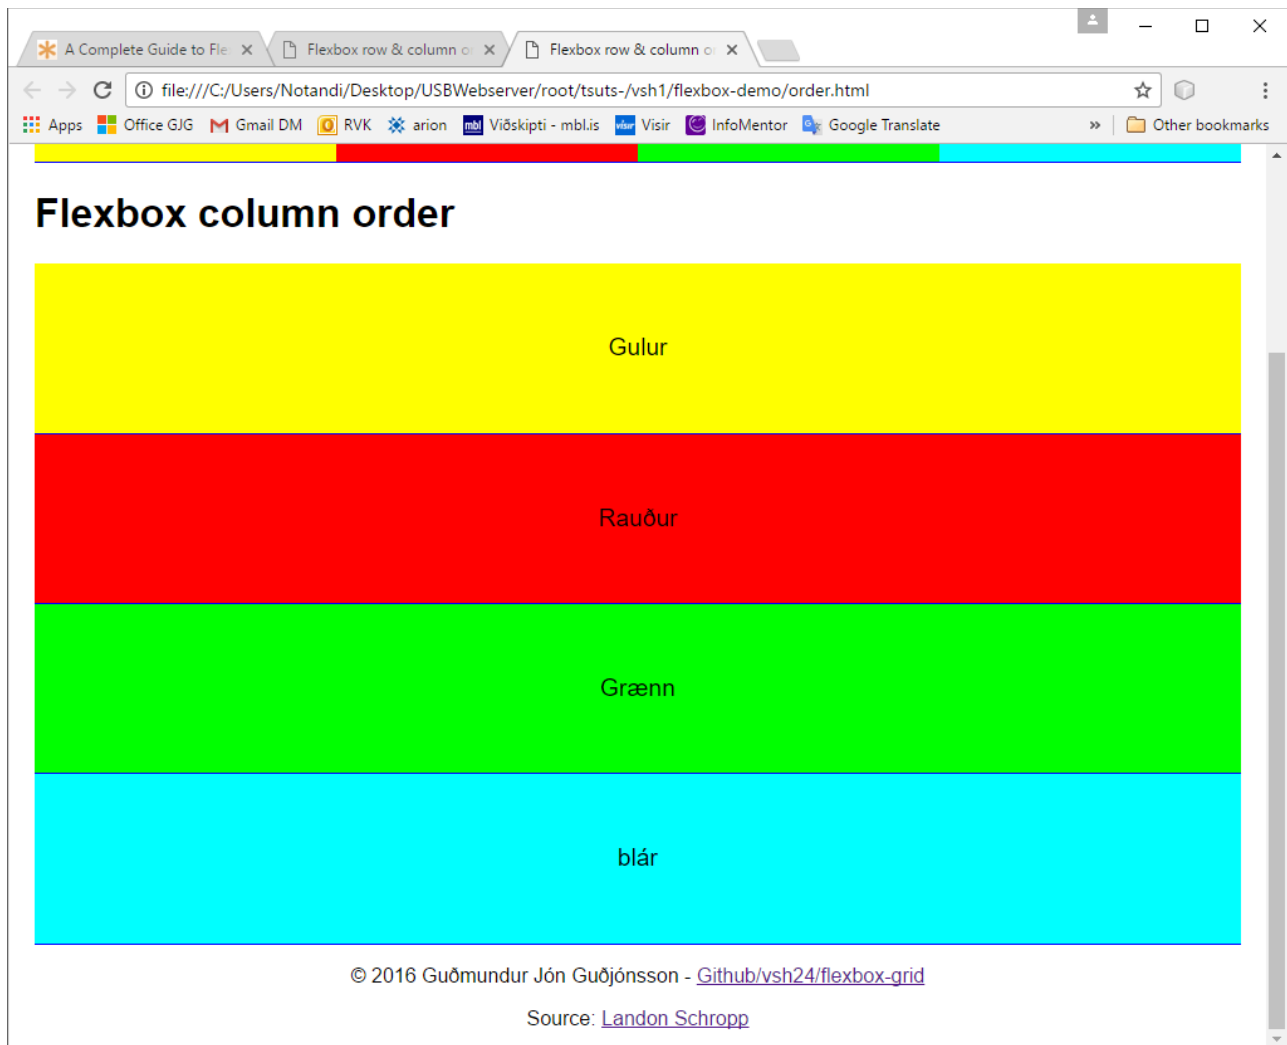 A Complete Guide to Fle
Flexbox row & column o
Flexbox row & column o
file:///C:/Users/Notandi/Desktop/USBWebserver/root/tsuts-/vsh1/flexbox-demo/order.html
Apps Office GJG Gmail DM RVK arion mbl Viðskipti - mbl.is vísir Visir InfoMentor Google Translate » Other bookmarks
Flexbox column order
Gulur
Rauður
Grænn
blár
© 2016 Guðmundur Jón Guðjónsson - Github/vsh24/flexbox-grid
Source: Landon Schropp